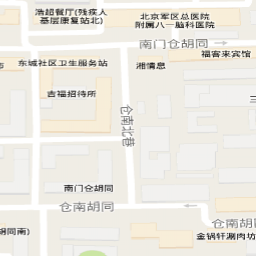 浩超餐厅(残疾人
基层康复站北)
北京军区总医院
附属八一脑科医院
南门仓胡同
福客来宾馆
东城社区卫生服务站
湘情息
吉福招待所
仓南北巷
南门仓胡同
仓南胡同
胡同南)
仓南胡同
金锅轩涮肉坊